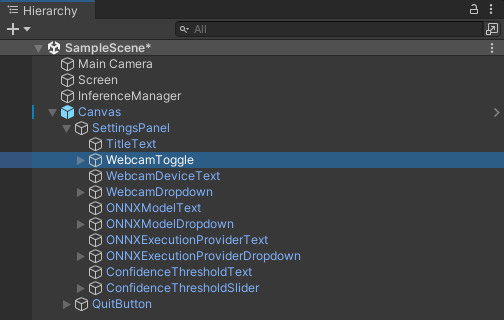 Hierarchy
All
SampleScene*
Main Camera
Screen
InferenceManager
Canvas
SettingsPanel
TitleText
WebcamToggle
WebcamDeviceText
WebcamDropdown
ONNXModelText
ONNXModelDropdown
ONNXExecutionProviderText
ONNXExecutionProviderDropdown
ConfidenceThresholdText
ConfidenceThresholdSlider
QuitButton